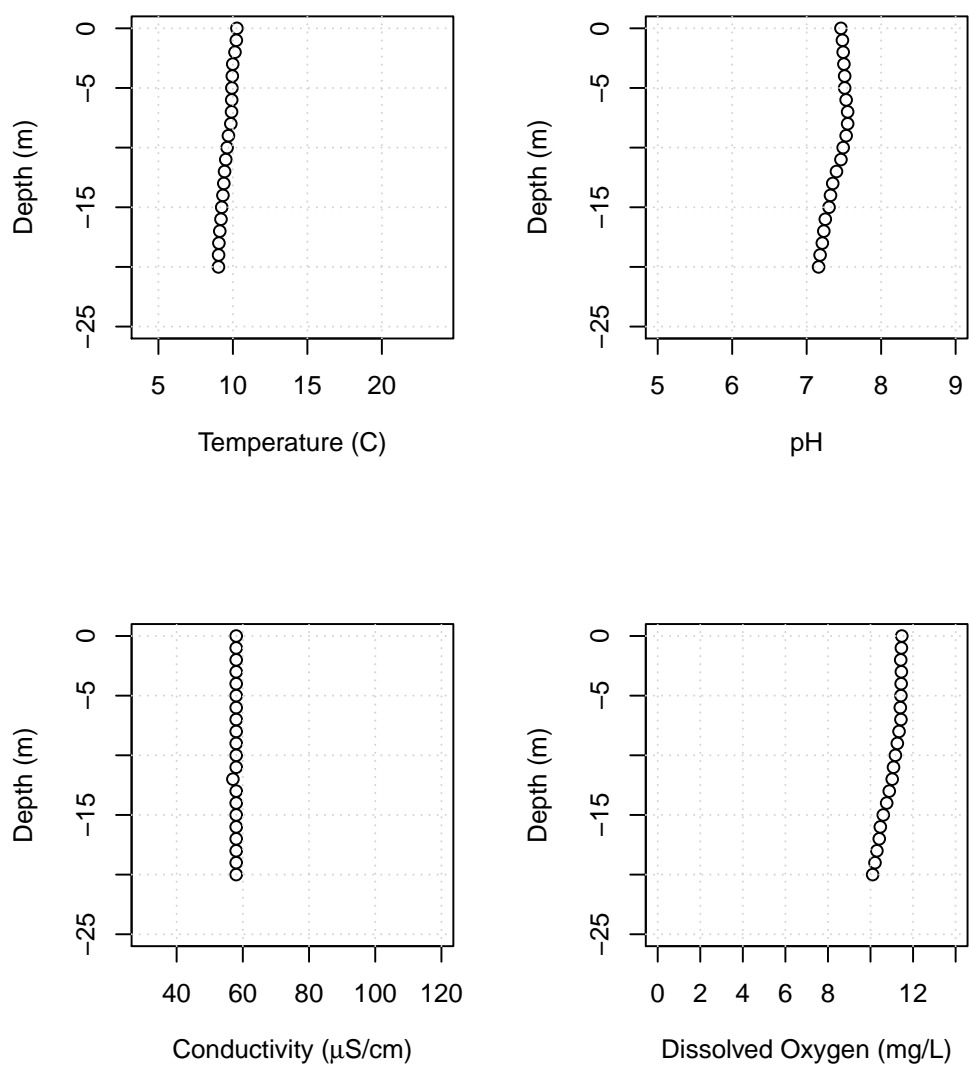 0
−5
−15
−25
Depth (m)
5 10 15 20
Temperature (C)
0
−5
−15
−25
Depth (m)
5 6 7 8 9
pH
0
−5
−15
−25
Depth (m)
40 60 80 100 120
Conductivity (μS/cm)
0
−5
−15
−25
Depth (m)
0 2 4 6 8 12
Dissolved Oxygen (mg/L)